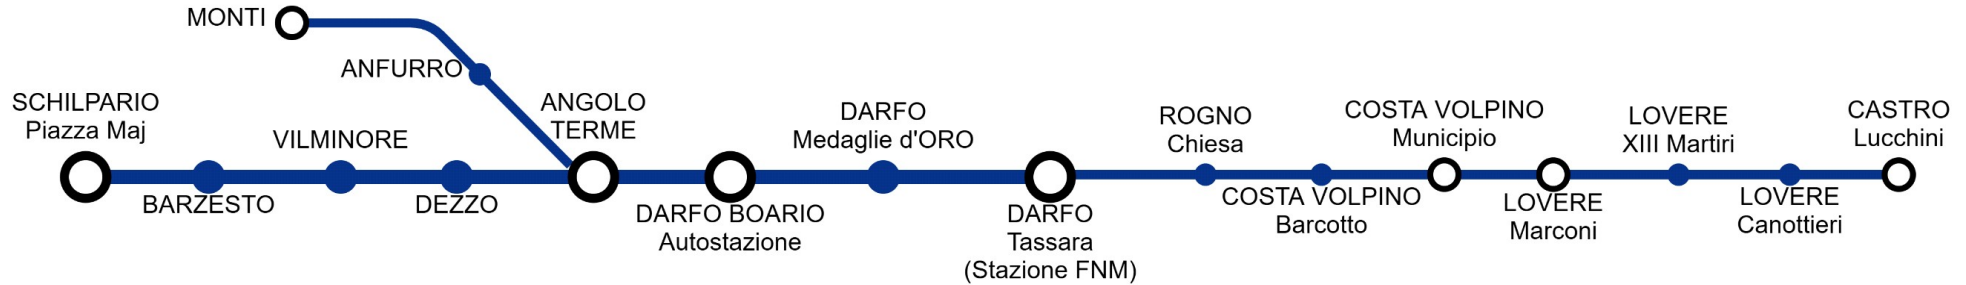 MONTI
ANFURRO
SCHILPARIO
Piazza Maj
BARZESTO
VILMINORE
DEZZO
ANGOLO
TERME
DARFO BOARIO
Autostazione
DARFO
Medaglie d'ORO
DARFO
Tassara
(Stazione FNM)
ROGNO
Chiesa
COSTA VOLPINO
Barcotto
COSTA VOLPINO
Municipio
LOVERE
Marconi
LOVERE
XIII Martiri
LOVERE
Canottieri
CASTRO
Lucchini